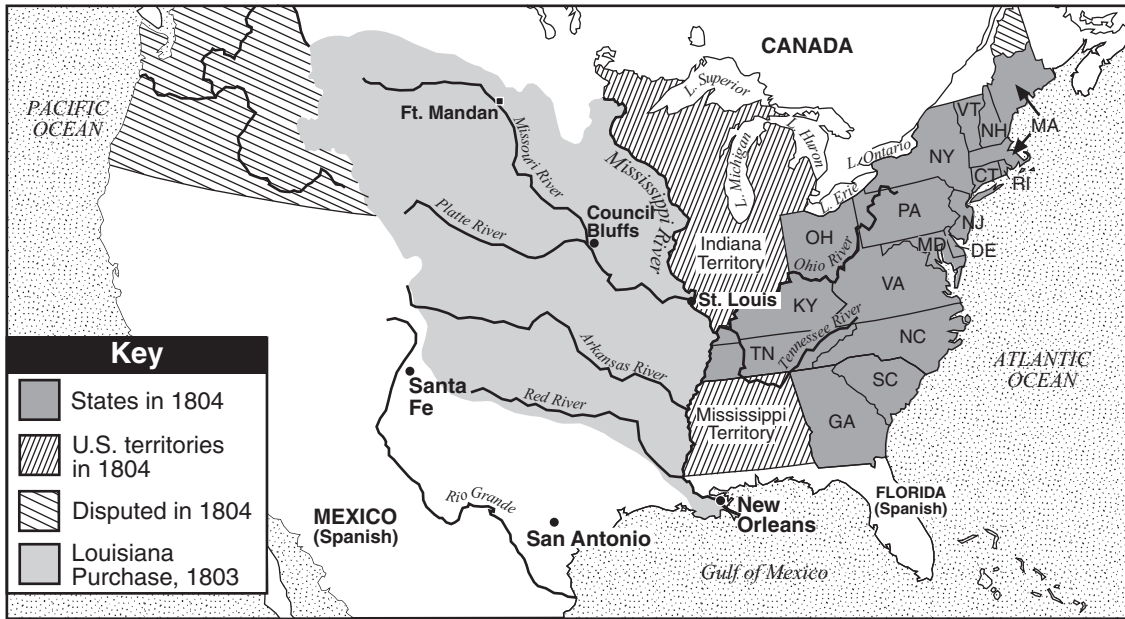 CANADA
PACIFIC
OCEAN
L. Superior
L. Michigan
L. Huron
L. Ontario
L. Erie
Ft. Mandan
Missouri River
Mississippi River
Platte River
Council
Bluffs
VT
NH
MA
NY
CT
RI
PA
NJ
OH
MD
DE
Ohio River
Indiana
Territory
VA
St. Louis
KY
NC
TN
Tennessee River
Arkansas River
Santa
Fe
Red River
SC
Mississippi
Territory
GA
ATLANTIC
OCEAN
Rio Grande
MEXICO
(Spanish)
San Antonio
New
Orleans
FLORIDA
(Spanish)
Gulf of Mexico
Key
States in 1804
U.S. territories
in 1804
Disputed in 1804
Louisiana
Purchase, 1803